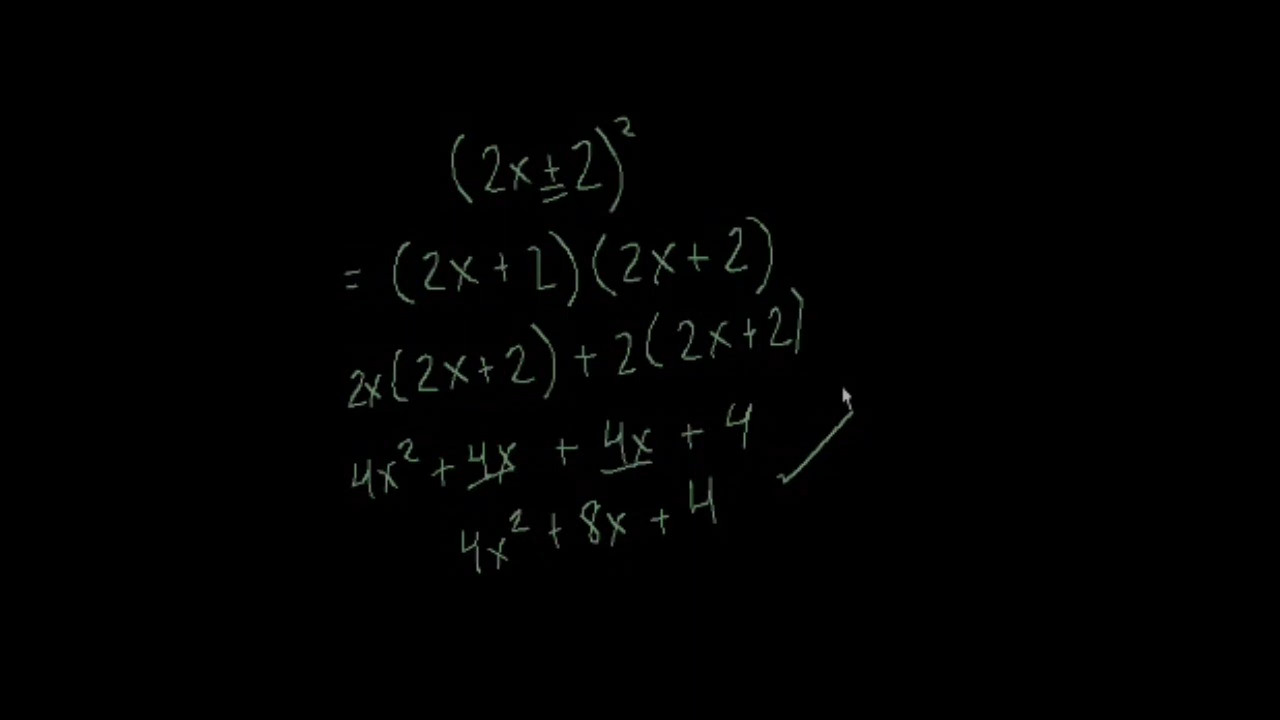 (2x+2)²
= (2x+2)(2x+2)
2x(2x+2) + 2(2x+2)
4x² + 4x + 4x + 4
4x² + 8x + 4